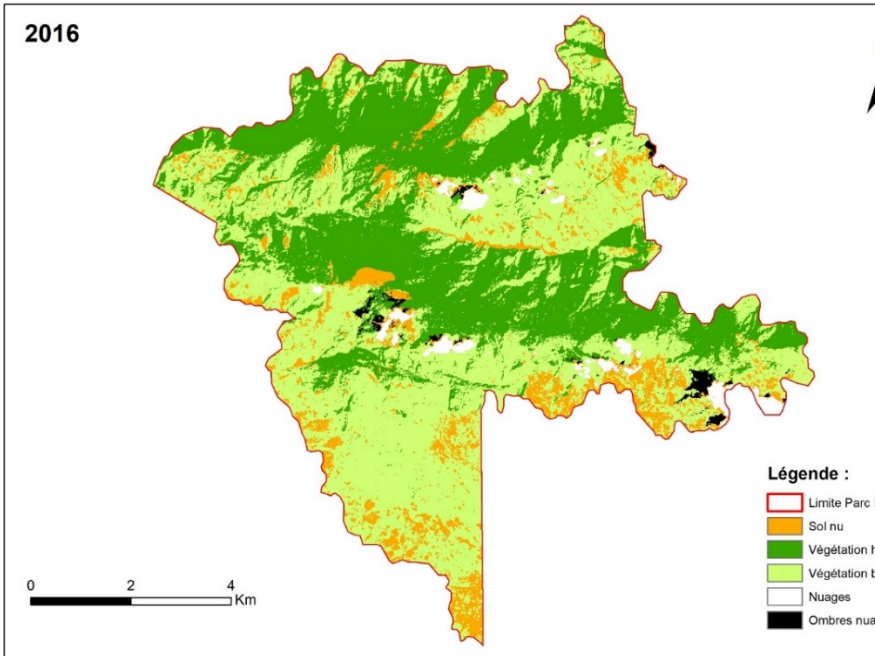 2016
Légende :
Limite Parc
Sol nu
Végétation h
Végétation b
Nuages
Ombres nua
0 2 4
Km